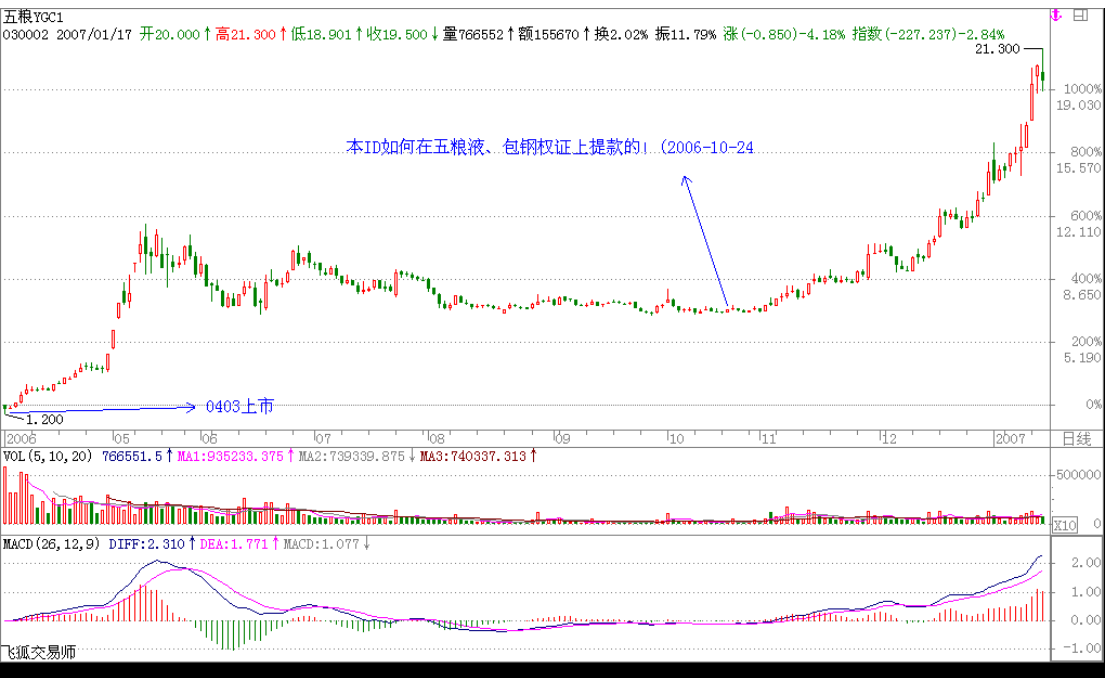 五粮YGC1
030002 2007/01/17 开20.000↑高21.300↑低18.901↑收19.500↓量766552↑额155670↑换2.02% 振11.79% 涨(-0.850)-4.18% 指数(-227.237)-2.84%
21.300
1000%
19.030
本ID如何在五粮液、包钢权证上提款的!(2006-10-24
800%
15.570
600%
12.110
400%
8.650
200%
5.190
0%
0403上市
1.200
2006 05 06 07 08 09 10 11 12 2007 日线
VOL(5,10,20) 766551.5↑MA1:935233.375↑MA2:739339.875↓MA3:740337.313↑
500000
X10 0
MACD(26,12,9) DIFF:2.310↑DEA:1.771↑MACD:1.077↓
2.00
1.00
0.00
-1.00
飞狐交易师